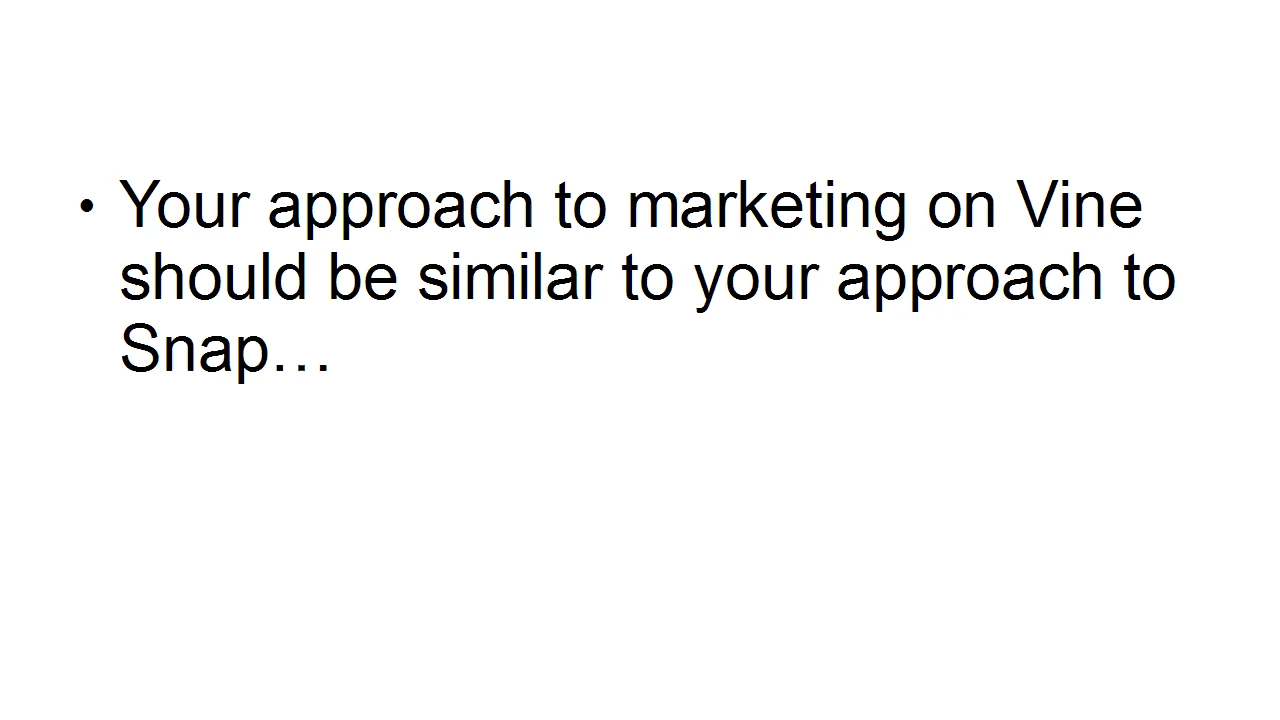 • Your approach to marketing on Vine
should be similar to your approach to
Snap…